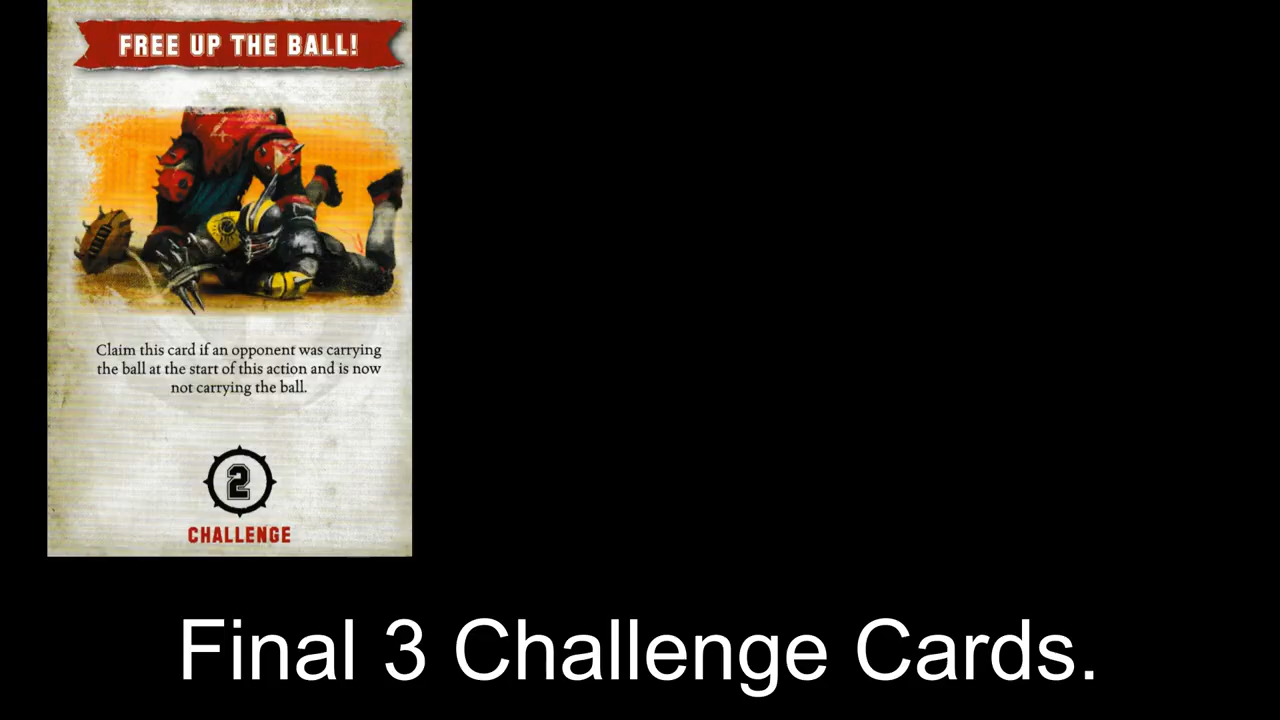 FREE UP THE BALL!
Claim this card if an opponent was carrying
the ball at the start of this action and is now
not carrying the ball.
2
CHALLENGE
Final 3 Challenge Cards.